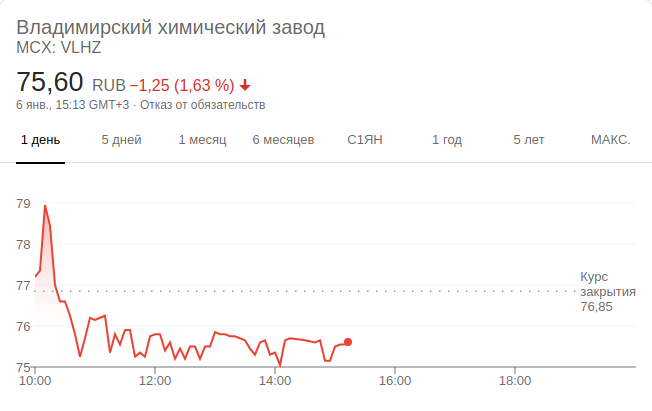 Владимирский химический завод
MCX: VLHZ
75,60 RUB −1,25 (1,63 %)
6 янв., 15:13 GMT+3 · Отказ от обязательств
1 день 5 дней 1 месяц 6 месяцев С1ЯН 1 год 5 лет МАКС.
79
78
77
76
75
Курс
закрытия
76,85
10:00 12:00 14:00 16:00 18:00